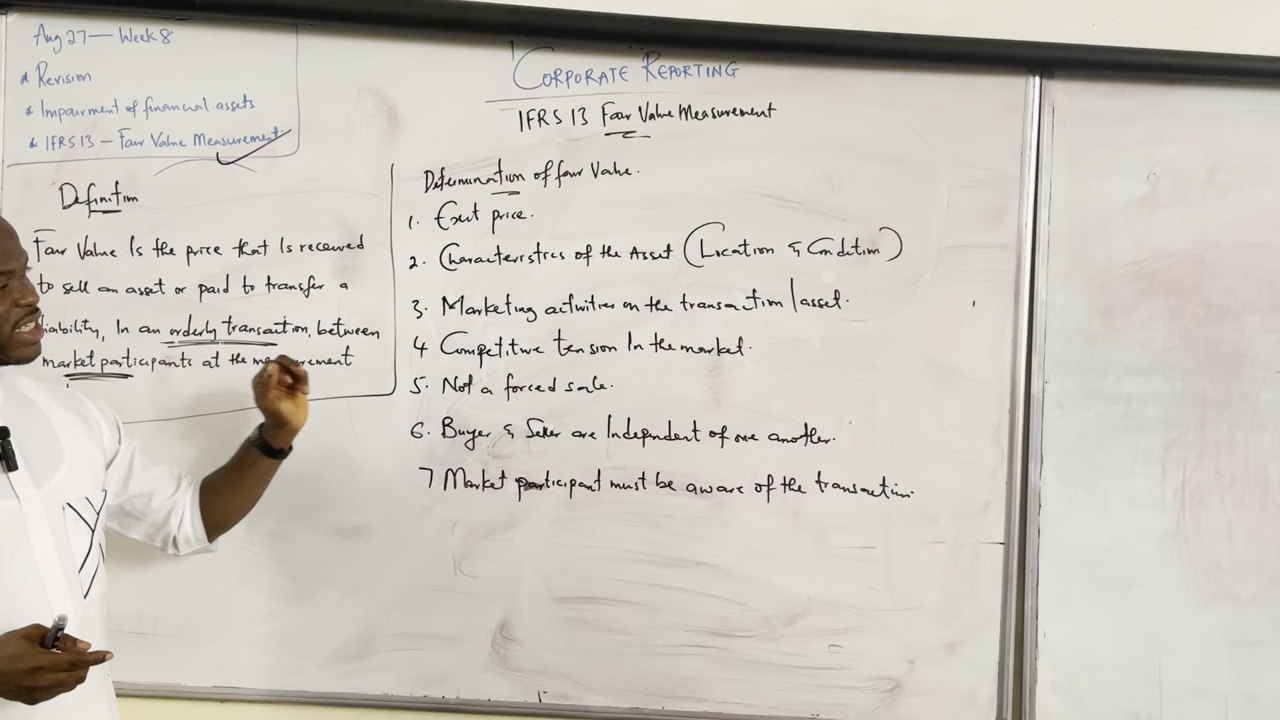 Aug 27 — Week 8
* Revision
* Impairment of financial assets
* IFRS 13 — Fair Value Measurement
CORPORATE REPORTING
IFRS 13 Fair Value Measurement
Definition
Fair Value Is the price that Is received
to sell an asset or paid to transfer a
liability, In an orderly transaction, between
market participants at the measurement
Determination of fair Value.
1. Exit price.
2. Characteristics of the Asset (Location & Condition)
3. Marketing activities on the transaction / asset.
4 Competitive tension In the market.
5. Not a forced sale.
6. Buyer & Seller are Independent of one another.
7 Market participant must be aware of the transaction.